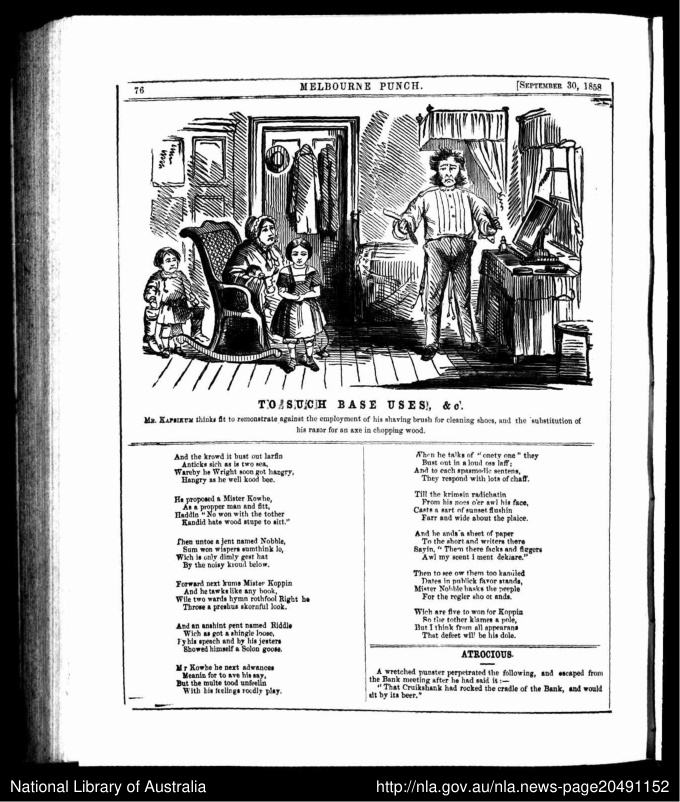 76
MELBOURNE PUNCH.
[SEPTEMBER 30, 1858
TO SUCH BASE USES, &c.
MR. KAPSIKUM thinks fit to remonstrate against the employment of his shaving brush for cleaning shoes, and the substitution of
his razor for an axe in chopping wood.
And the krowd it bust out larfin
Anticks sich as is two sea,
Wareby he Wright soon got hangry,
Hangry as he well kood bee.
He proposed a Mister Kowhe,
As a propper man and fitt,
Haddin "No won with the tother
Kandid hate wood stupe to sitt."
Then untoe a jent named Nobble,
Sum won wispers sumthink lo,
Wich is only dimly gest hat
By the noisy kroud below.
Forward next kums Mister Koppin
And he tawks like any book,
Wile two wards hymn rothfool Right he
Throse a preshus skornful look.
And an anshint pent named Riddle
Wich as got a shingle loose,
By his speach and by his jesters
Showed himself a Solon goose.
Mr Kowhe he next adwances
Meanin for to ave his say,
But the multe tood unfeelin
With his feelings roodly play.
When he talks of "onety one" they
Bust out in a loud oss laff;
And to each spasmodic sentens,
They respond with lots of chaff.
Till the krimsin radichatin
From his noes o'er awl his face,
Casts a sart of sunset flushin
Farr and wide about the plaice.
And he ands a sheet of paper
To the short and writers there
Sayin, "Them there facks and figgers
Awl my scent I ment dekiare."
Then to see ow them too kandled
Dates in publick favor stands,
Mister Nobble hasks the peeple
For the regler sho of ands.
Wich are five to won for Koppin
So the tother klames a pole,
But I think from all appearans
That defeet will be his dole.
ATROCIOUS.
A wretched punster perpetrated the following, and escaped from
the Bank meeting after he had said it:—
"That Cruikshank had rocked the cradle of the Bank, and would
sit by its beer."
National Library of Australia
http://nla.gov.au/nla.news-page20491152